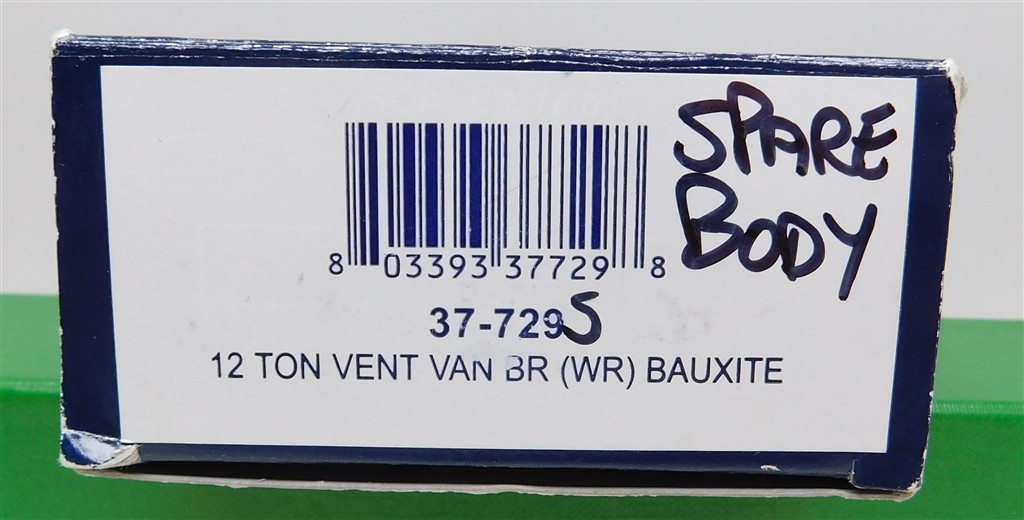 SPARE
BODY
8 03393 37729 8
37-729S
12 TON VENT VAN BR (WR) BAUXITE